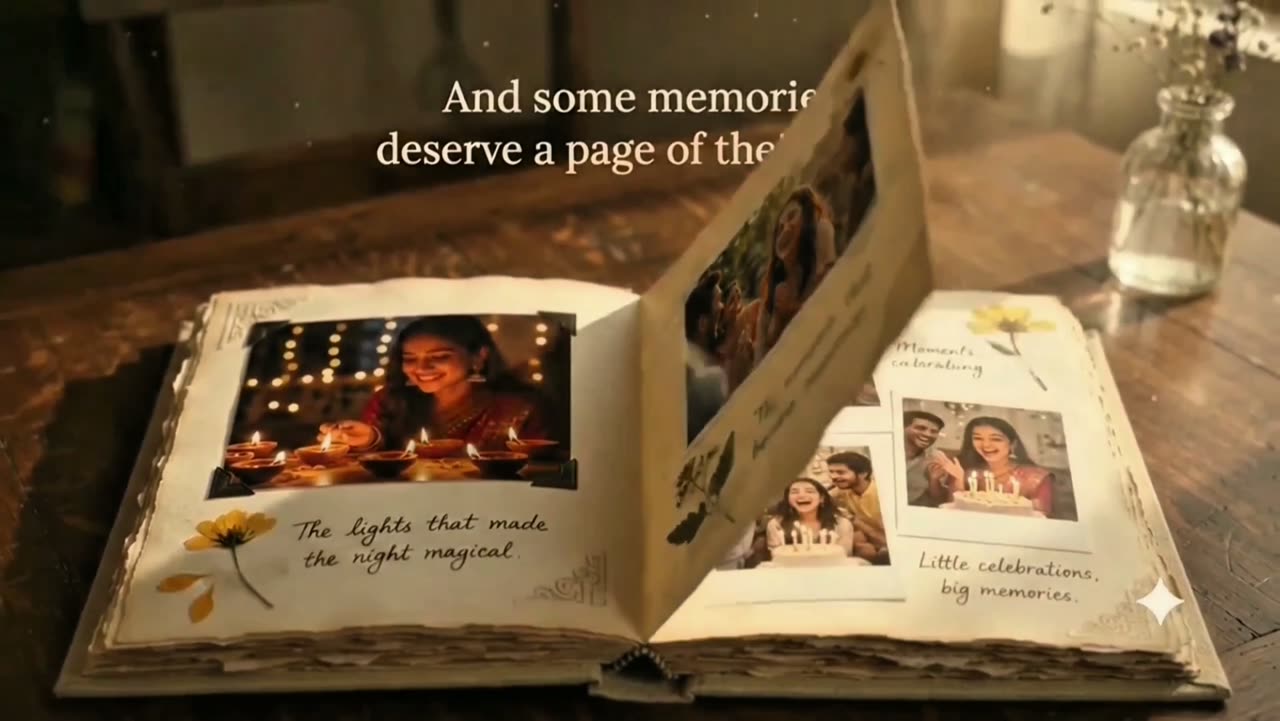 And some memorie
deserve a page of the
The lights that made
the night magical.
Moments
Little celebrations,
big memories.